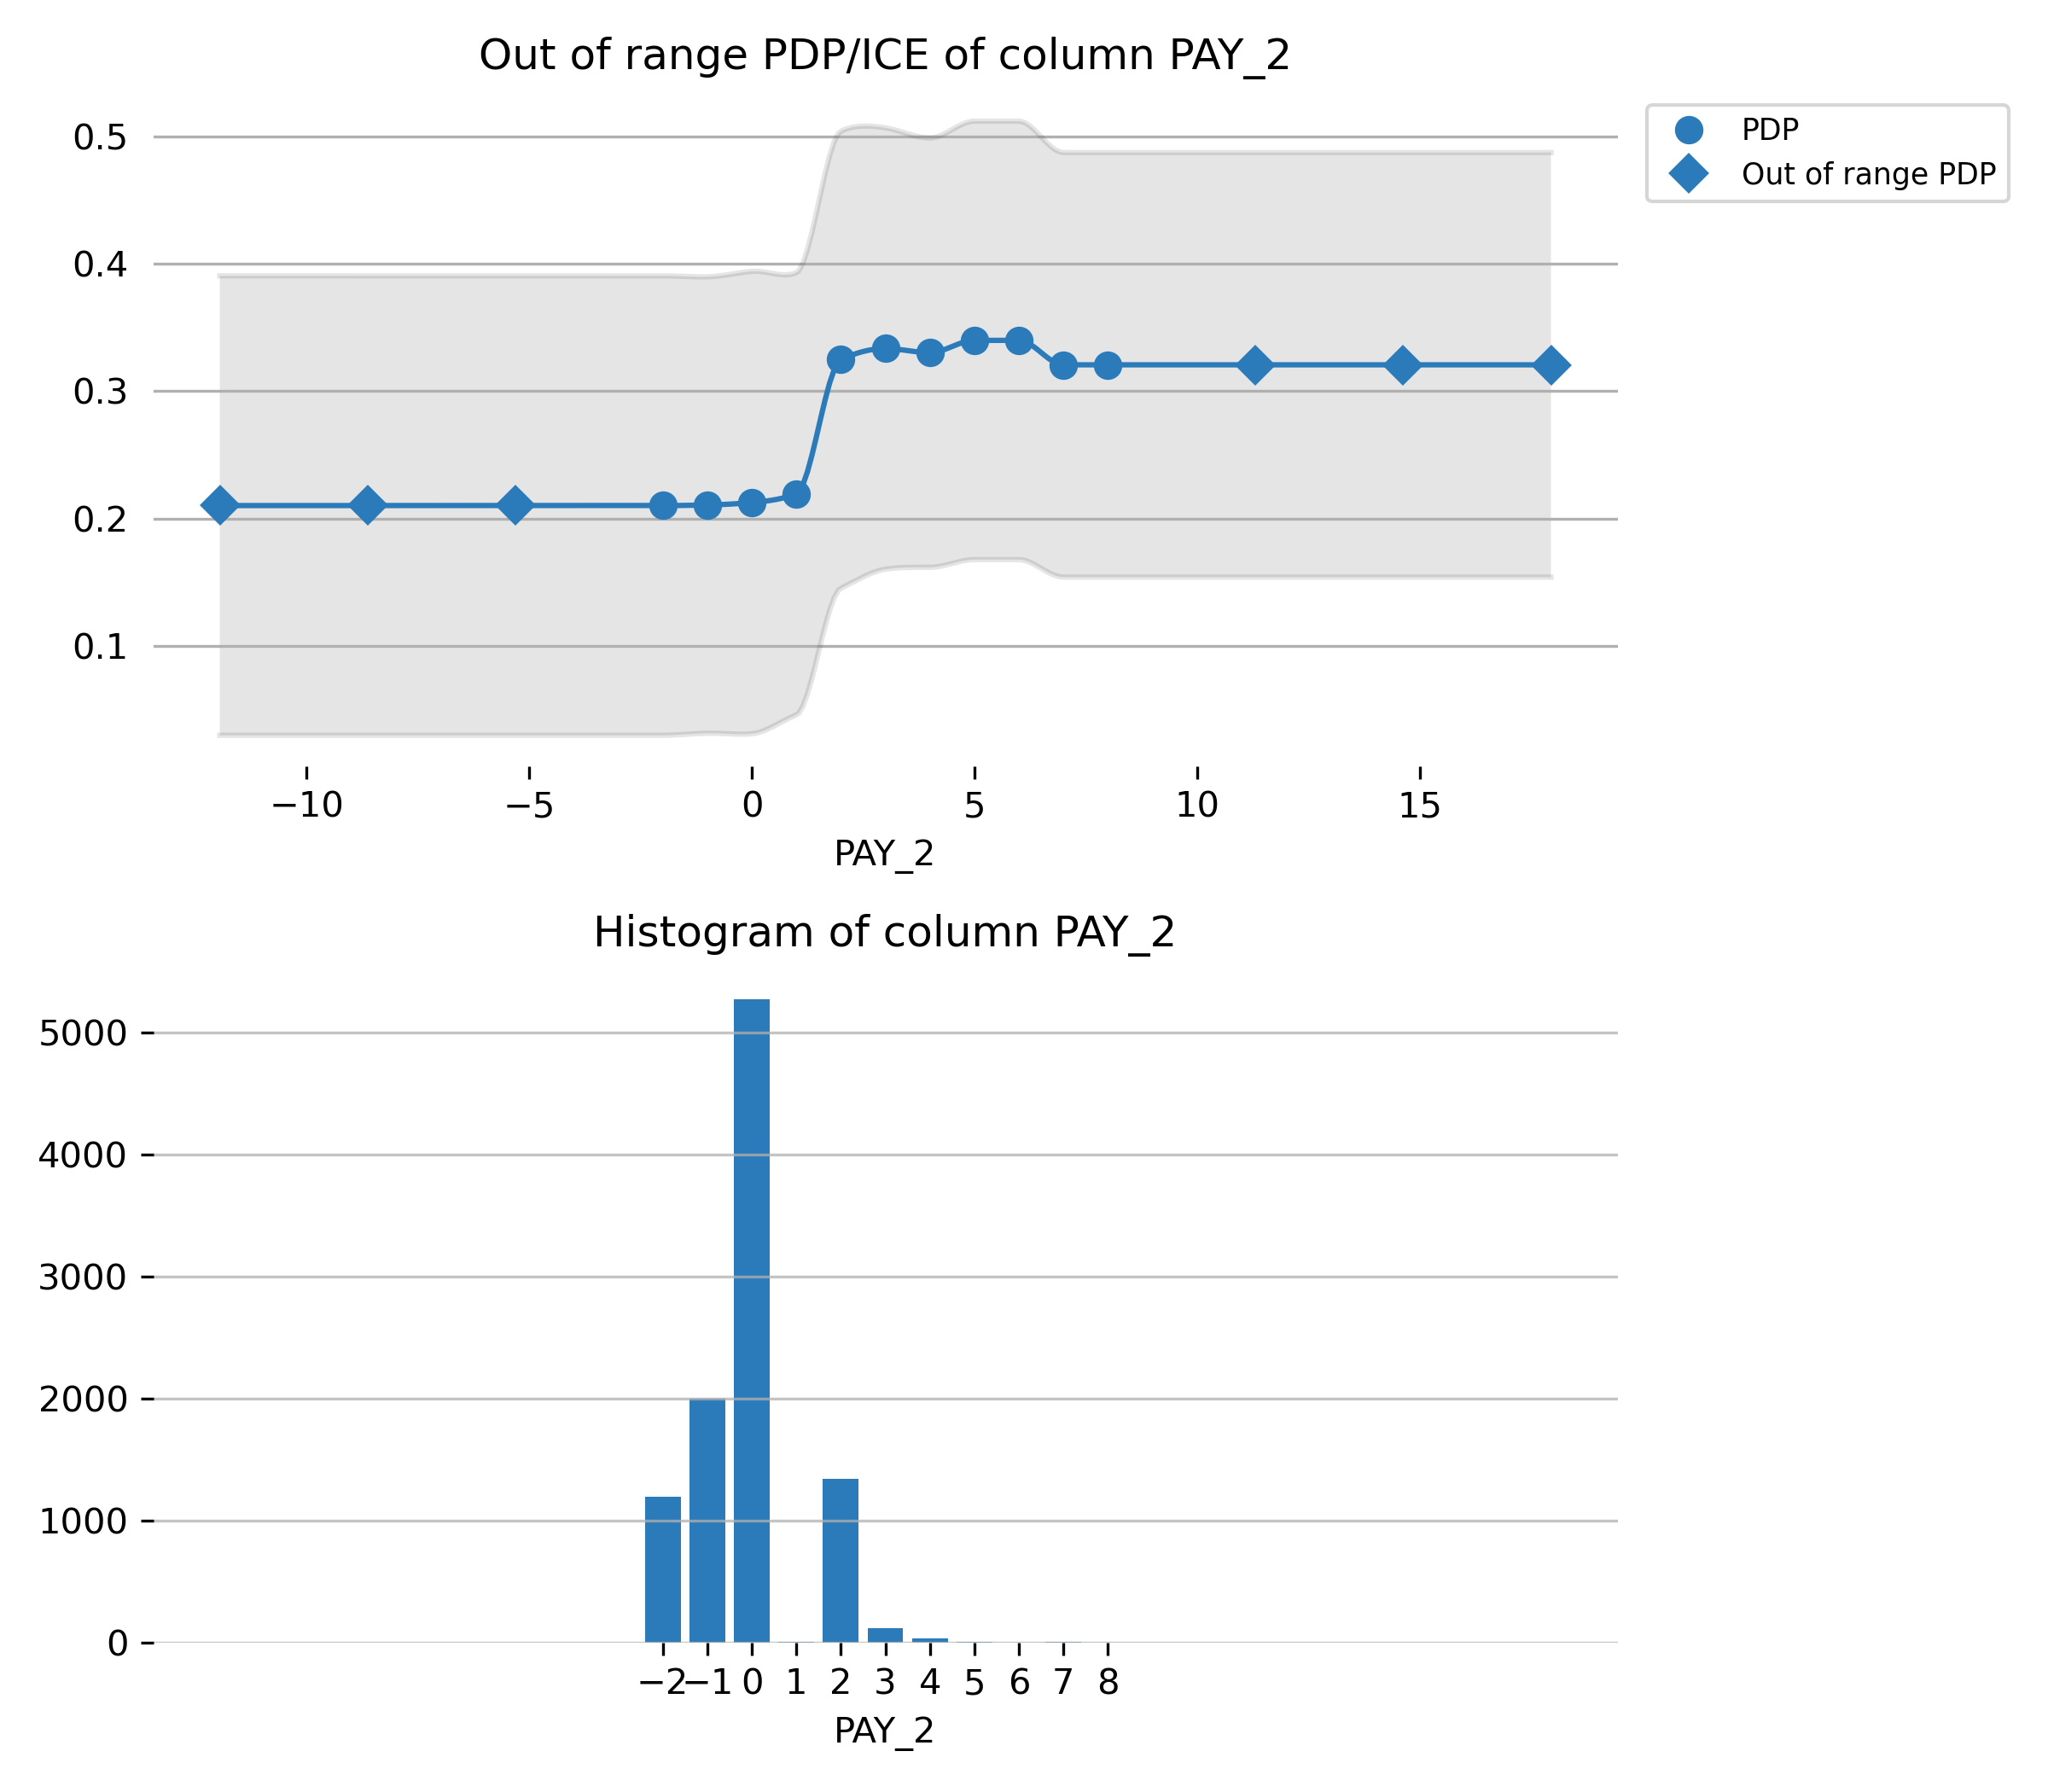 Out of range PDP/ICE of column PAY_2
PDP
Out of range PDP
0.5
0.4
0.3
0.2
0.1
−10 −5 0 5 10 15
PAY_2
Histogram of column PAY_2
5000
4000
3000
2000
1000
0
−2 −1 0 1 2 3 4 5 6 7 8
PAY_2